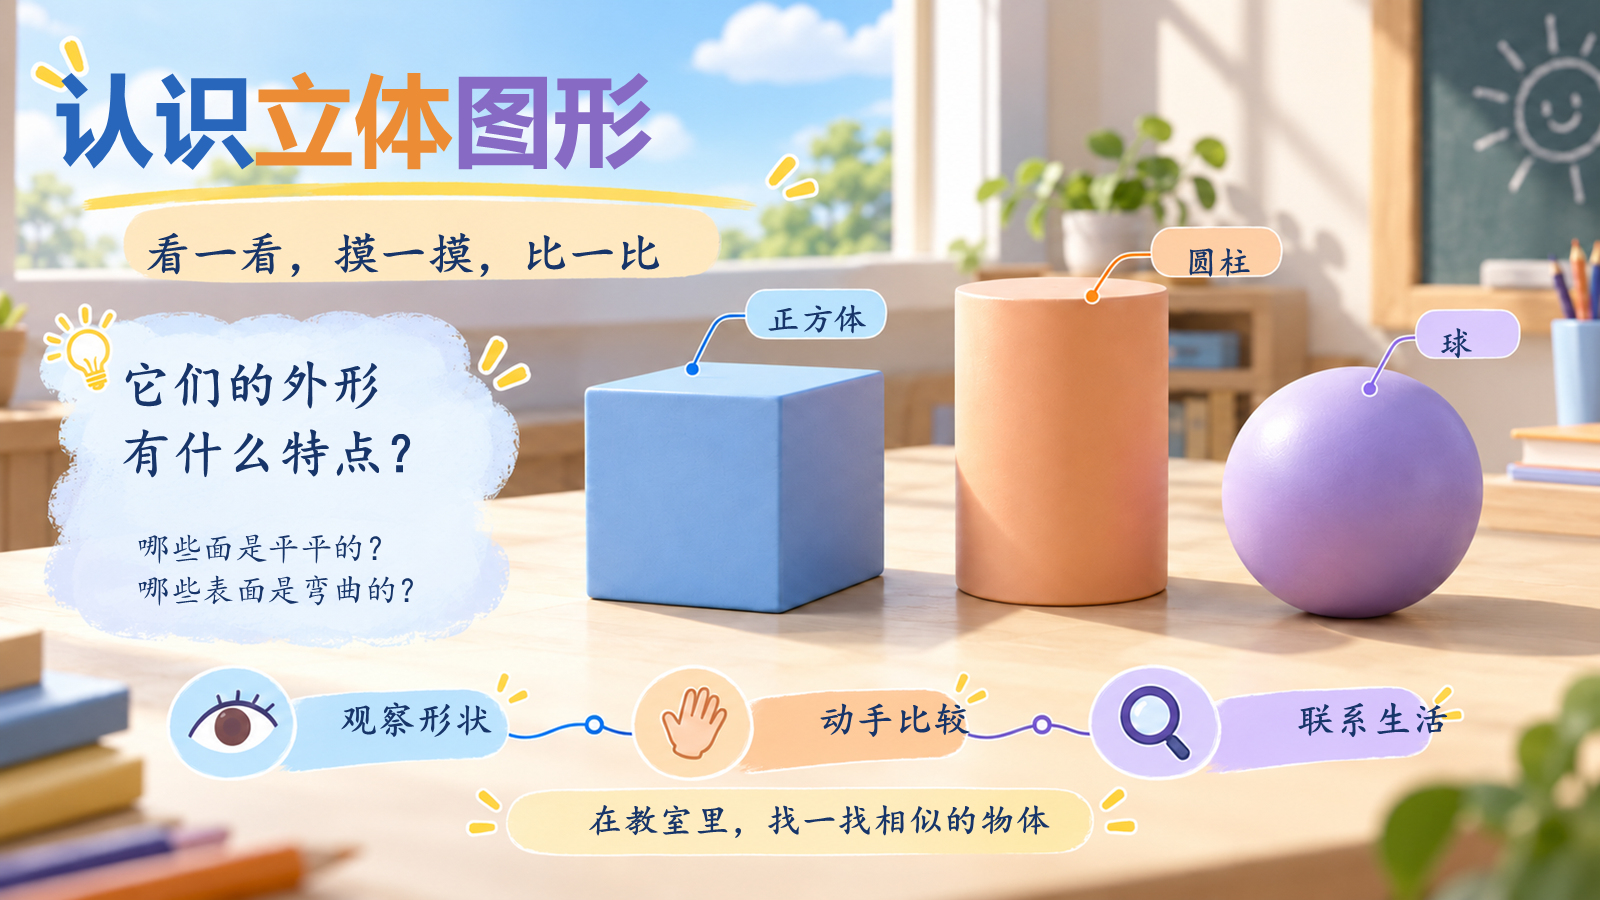 认识立体图形
看一看，摸一摸，比一比
它们的外形
有什么特点？
哪些面是平平的？
哪些表面是弯曲的？
正方体
圆柱
球
观察形状
动手比较
联系生活
在教室里，找一找相似的物体